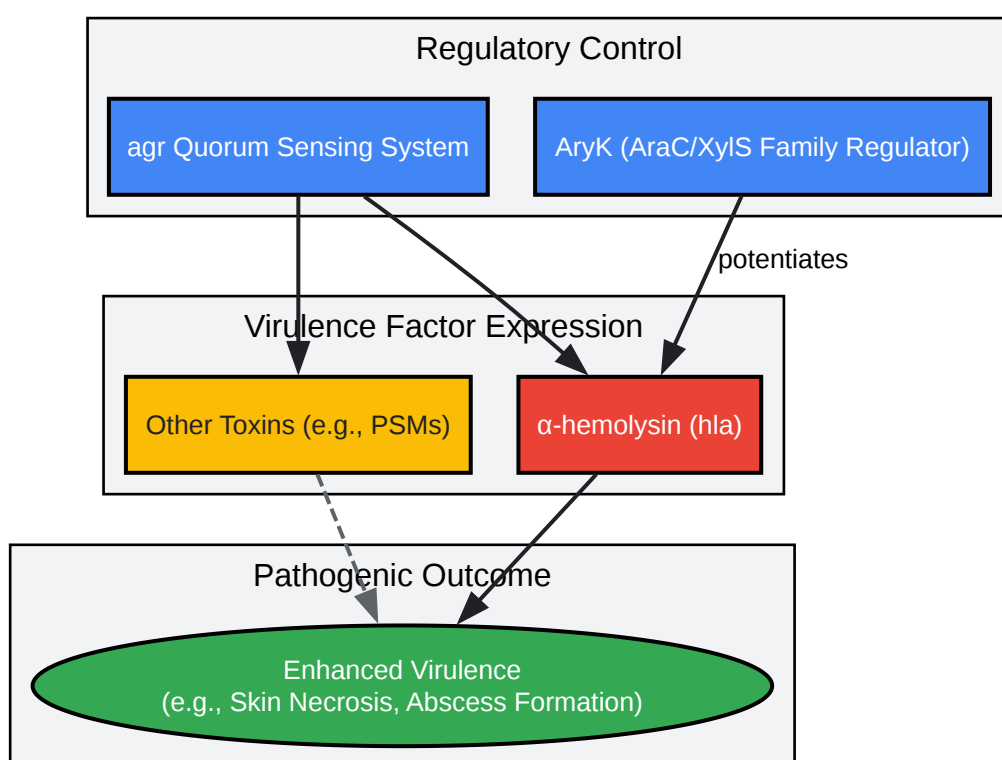 Regulatory Control
agr Quorum Sensing System
AryK (AraC/XylS Family Regulator)
potentiates
Virulence Factor Expression
Other Toxins (e.g., PSMs)
α-hemolysin (hla)
Pathogenic Outcome
Enhanced Virulence
(e.g., Skin Necrosis, Abscess Formation)